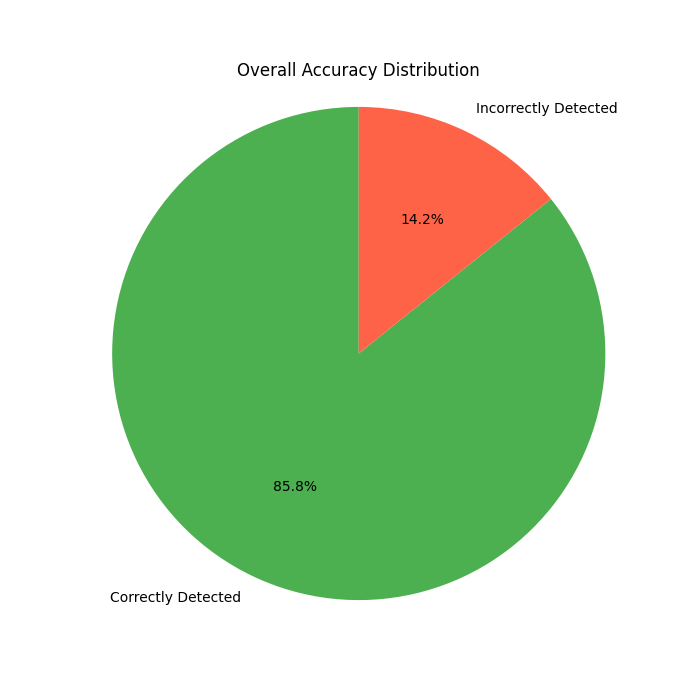 Overall Accuracy Distribution
Incorrectly Detected
14.2%
85.8%
Correctly Detected